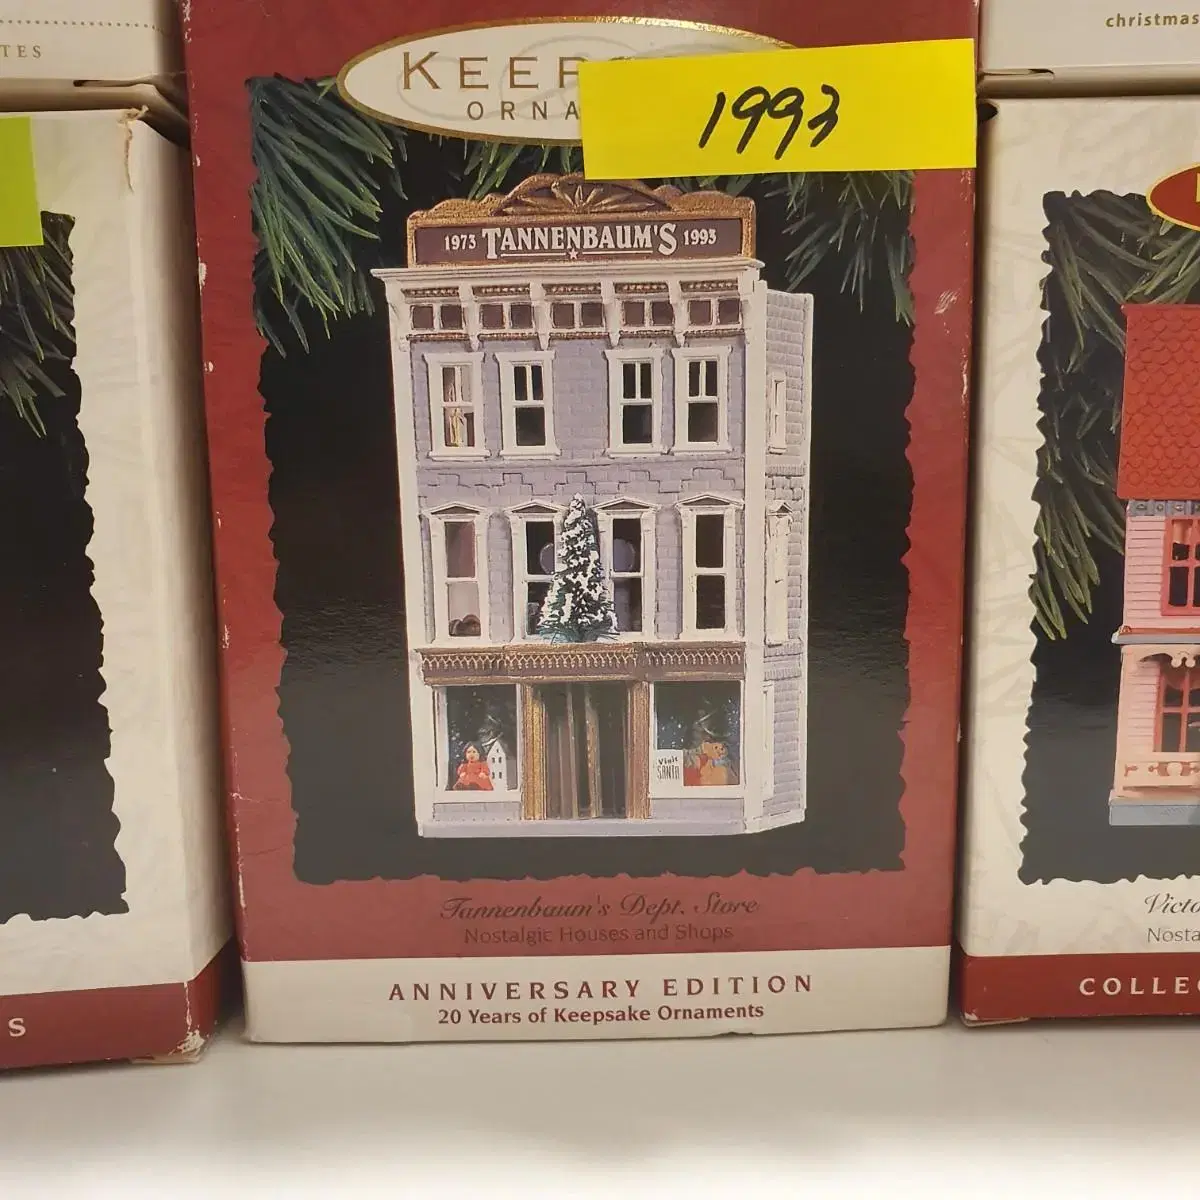 TES
christmas
KEEP
ORNA
1993
1973 TANNENBAUM'S 1993
Visit
SANTA
Tannenbaum's Dept. Store
Nostalgic Houses and Shops
ANNIVERSARY EDITION
20 Years of Keepsake Ornaments
S
Victo
Nosta
COLLEC